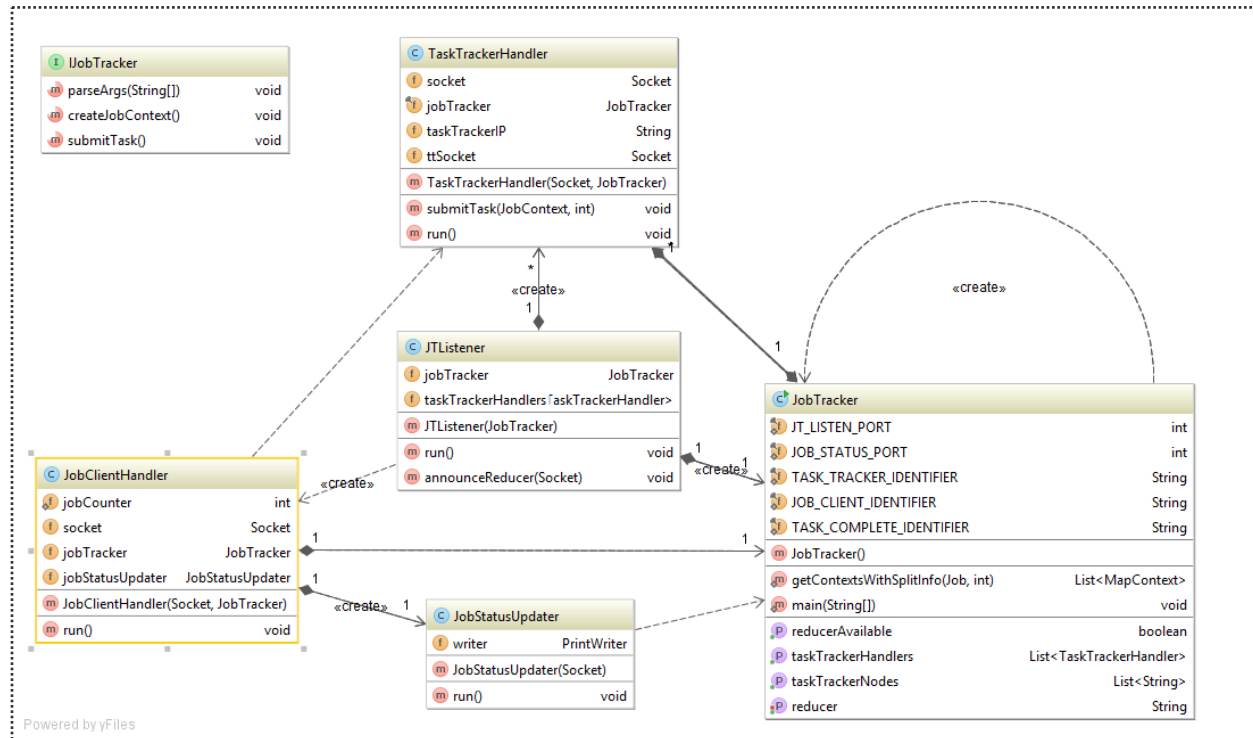 IJobTracker
parseArgs(String[]) void
createJobContext() void
submitTask() void
TaskTrackerHandler
socket Socket
jobTracker JobTracker
taskTrackerIP String
ttSocket Socket
TaskTrackerHandler(Socket, JobTracker)
submitTask(JobContext, int) void
run() void
*
1
*
«create»
1
1
«create»
JTListener
jobTracker JobTracker
taskTrackerHandlers TaskTrackerHandler>
JTListener(JobTracker)
run() void
announceReducer(Socket) void
1
«create»
1
«create»
JobTracker
JT_LISTEN_PORT int
JOB_STATUS_PORT int
TASK_TRACKER_IDENTIFIER String
JOB_CLIENT_IDENTIFIER String
TASK_COMPLETE_IDENTIFIER String
JobTracker()
getContextsWithSplitInfo(Job, int) List<MapContext>
main(String[]) void
reducerAvailable boolean
taskTrackerHandlers List<TaskTrackerHandler>
taskTrackerNodes List<String>
reducer String
JobClientHandler
jobCounter int
socket Socket
jobTracker JobTracker
jobStatusUpdater JobStatusUpdater
JobClientHandler(Socket, JobTracker)
run() void
1
1
1
«create»
1
JobStatusUpdater
writer PrintWriter
JobStatusUpdater(Socket)
run() void
Powered by yFiles